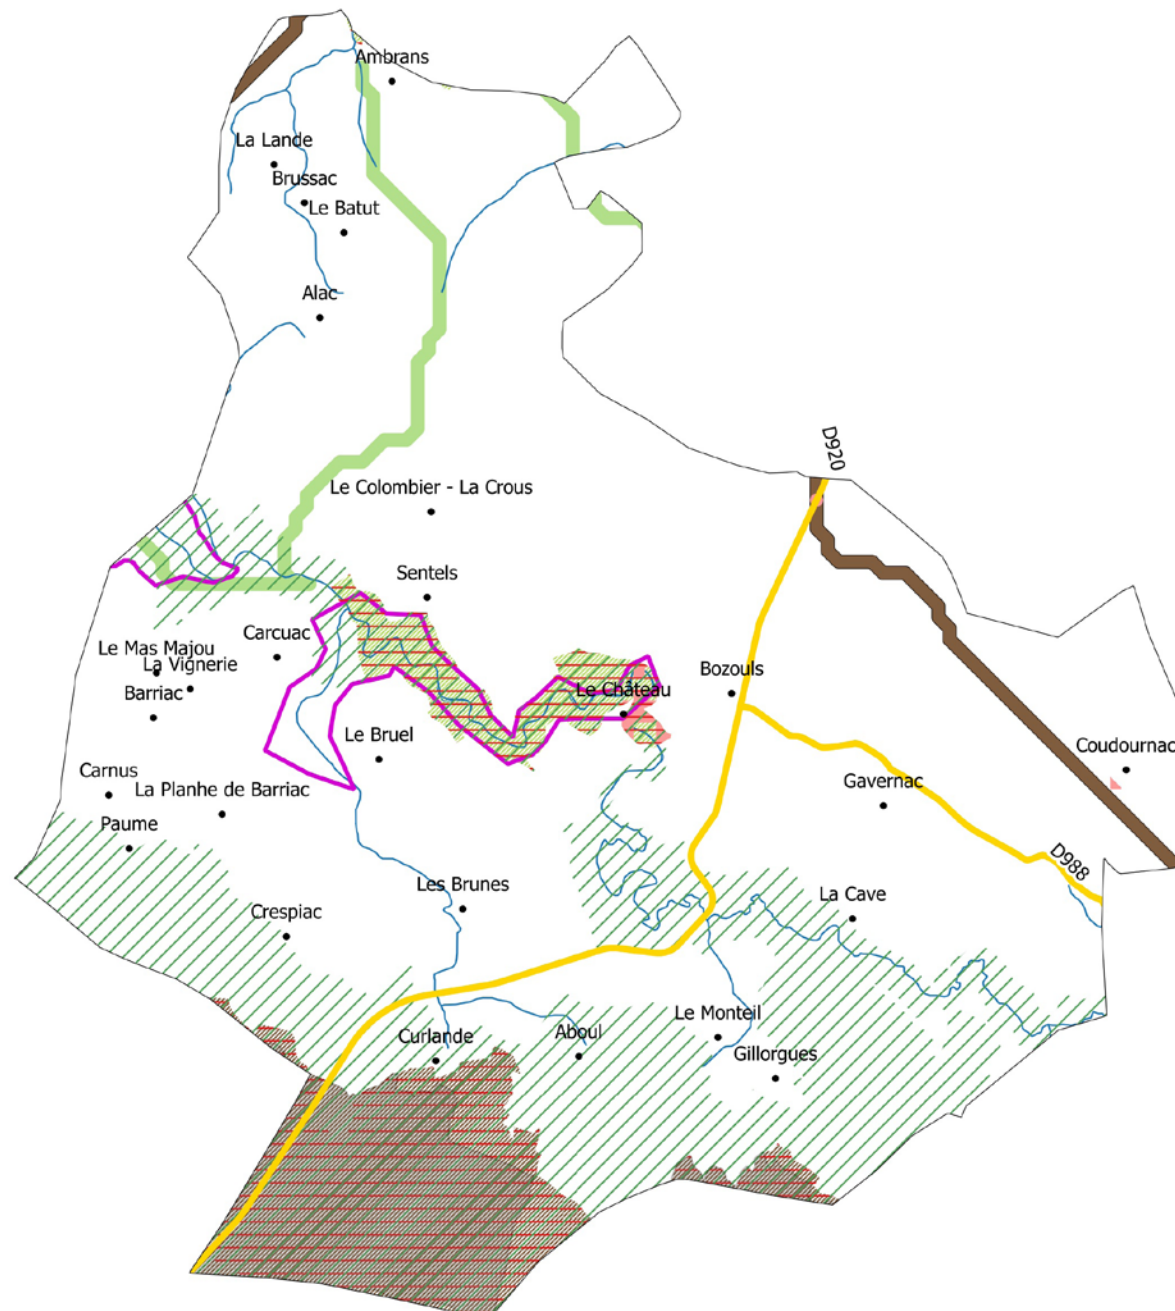 Ambrans
La Lande
Brussac
Le Batut
Alac
D920
Le Colombier - La Crous
Sentels
Carcuac
Le Mas Majou
La Vignerie
Bozouls
Le Château
Barriac
Le Bruel
Coudournac
Carnus
Gavernac
La Planhe de Barriac
Paume
D988
Les Brunes
La Cave
Crespiac
Le Monteil
Curlande
Aboul
Gillorgues